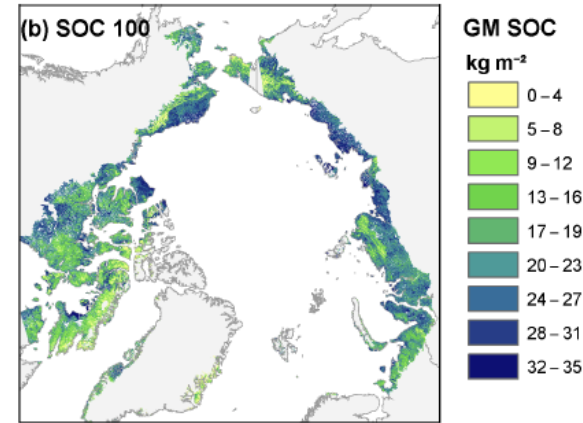 (b) SOC 100
GM SOC
kg m⁻²
0 – 4
5 – 8
9 – 12
13 – 16
17 – 19
20 – 23
24 – 27
28 – 31
32 – 35